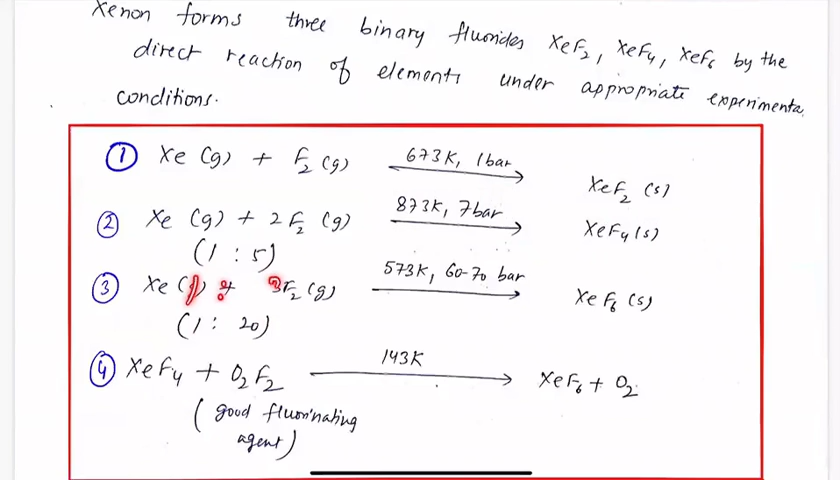 Xenon forms three binary fluorides XeF2, XeF4, XeF6 by the
direct reaction of elements under appropriate experimenta
conditions.
① Xe (g) + F2 (g) 673K, 1bar → XeF2 (s)
② Xe (g) + 2F2 (g) 873K, 7bar → XeF4 (s)
(1 : 5)
③ Xe (g) + 3F2 (g) 573K, 60-70 bar → XeF6 (s)
(1 : 20)
④ XeF4 + O2F2 143K → XeF6 + O2
(good fluorinating
agent)